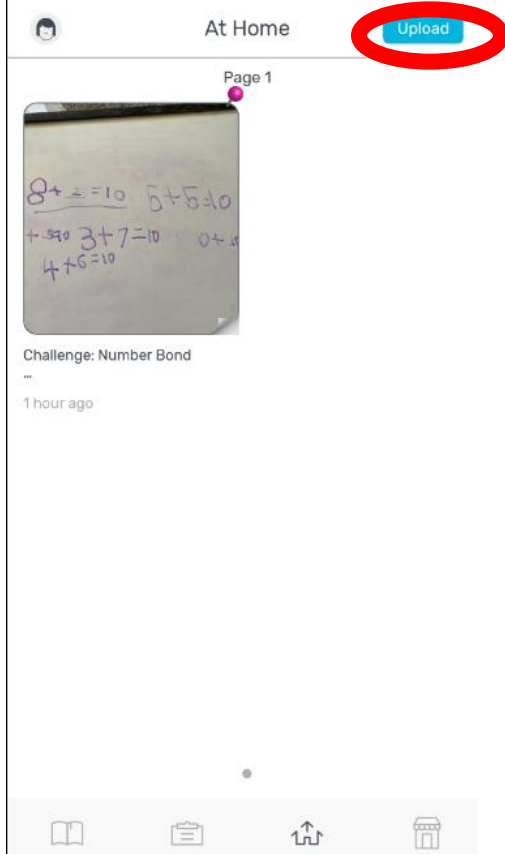 At Home Upload
Page 1
8+ 2 =10 5+5=10
3+7=10
4+6=10
Challenge: Number Bond
...
1 hour ago